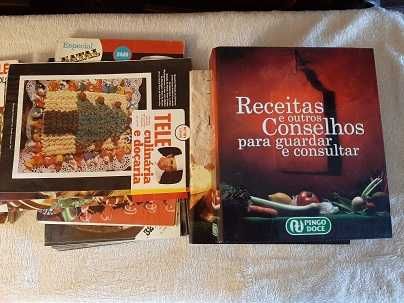 Especial
NATAL
TELE
culinária
e doçaria
Receitas
e outros
Conselhos
para guardar
e consultar
PINGO
DOCE